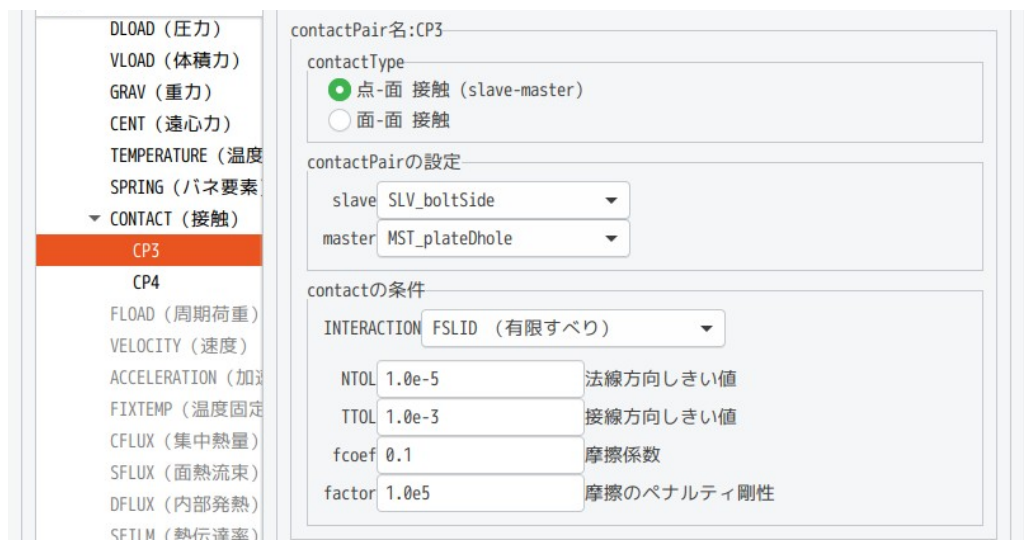 DLOAD (圧力)
VLOAD (体積力)
GRAV (重力)
CENT (遠心力)
TEMPERATURE (温度
SPRING (バネ要素)
CONTACT (接触)
CP3
CP4
FLOAD (周期荷重)
VELOCITY (速度)
ACCELERATION (加速
FIXTEMP (温度固定
CFLUX (集中熱量)
SFLUX (面熱流束)
DFLUX (内部発熱)
SFILM (熱伝達率)
contactPair名:CP3
contactType
点-面 接触 (slave-master)
面-面 接触
contactPairの設定
slave SLV_boltSide
master MST_plateDhole
contactの条件
INTERACTION FSLID (有限すべり)
NTOL 1.0e-5 法線方向しきい値
TTOL 1.0e-3 接線方向しきい値
fcoef 0.1 摩擦係数
factor 1.0e5 摩擦のペナルティ剛性